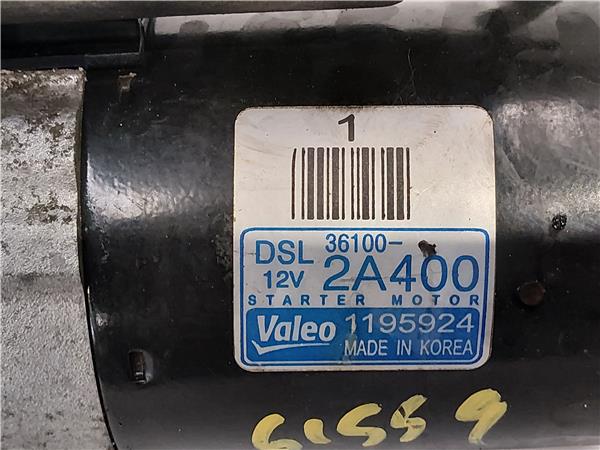 1
DSL 36100-
12V 2A400
STARTER MOTOR
Valeo 1195924
MADE IN KOREA